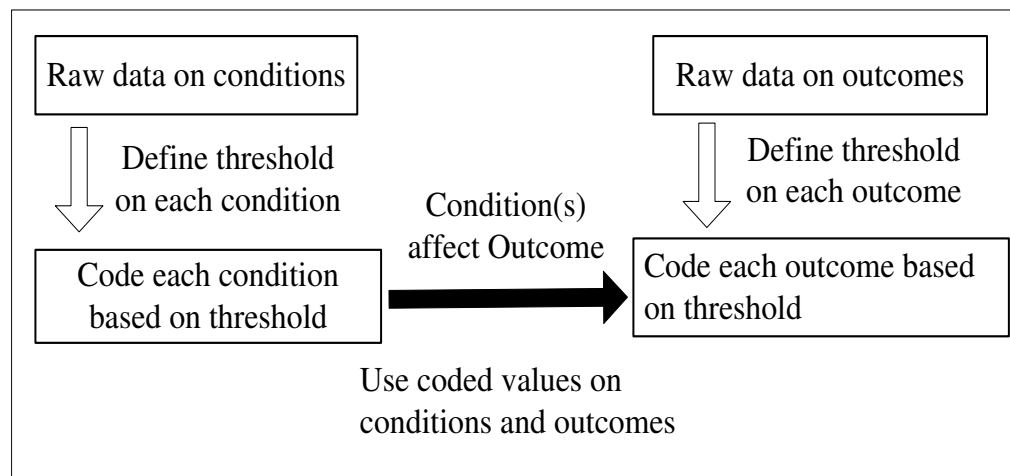 Raw data on conditions
Raw data on outcomes
Define threshold
on each condition
Define threshold
on each outcome
Condition(s)
affect Outcome
Code each condition
based on threshold
Code each outcome based
on threshold
Use coded values on
conditions and outcomes